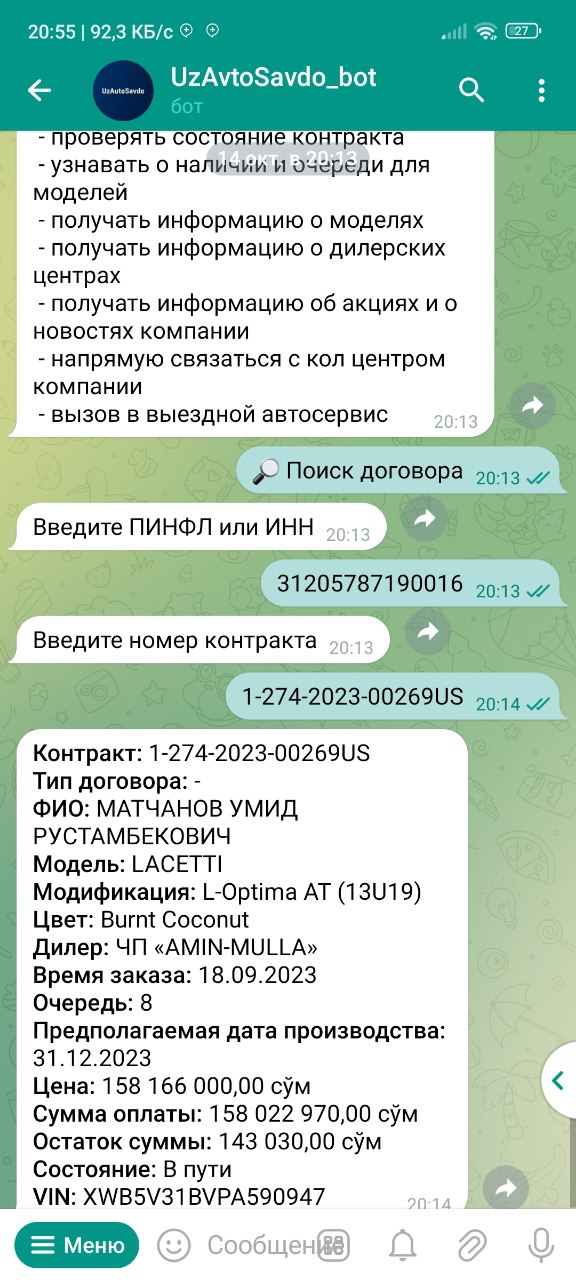 20:55 | 92,3 КБ/с
27
UzAutoSavdo
UzAvtoSavdo_bot
бот
- проверять состояние контракта
14 окт. в 20:13
- узнавать о наличии и очереди для
моделей
- получать информацию о моделях
- получать информацию о дилерских
центрах
- получать информацию об акциях и о
новостях компании
- напрямую связаться с кол центром
компании
- вызов в выездной автосервис
20:13
Поиск договора 20:13
Введите ПИНФЛ или ИНН 20:13
31205787190016 20:13
Введите номер контракта 20:13
1-274-2023-00269US 20:14
Контракт: 1-274-2023-00269US
Тип договора: -
ФИО: МАТЧАНОВ УМИД
РУСТАМБЕКОВИЧ
Модель: LACETTI
Модификация: L-Optima AT (13U19)
Цвет: Burnt Coconut
Дилер: ЧП «AMIN-MULLA»
Время заказа: 18.09.2023
Очередь: 8
Предполагаемая дата производства:
31.12.2023
Цена: 158 166 000,00 сўм
Сумма оплаты: 158 022 970,00 сўм
Остаток суммы: 143 030,00 сўм
Состояние: В пути
VIN: XWB5V31BVPA590947
20:14
Меню
Сообщение